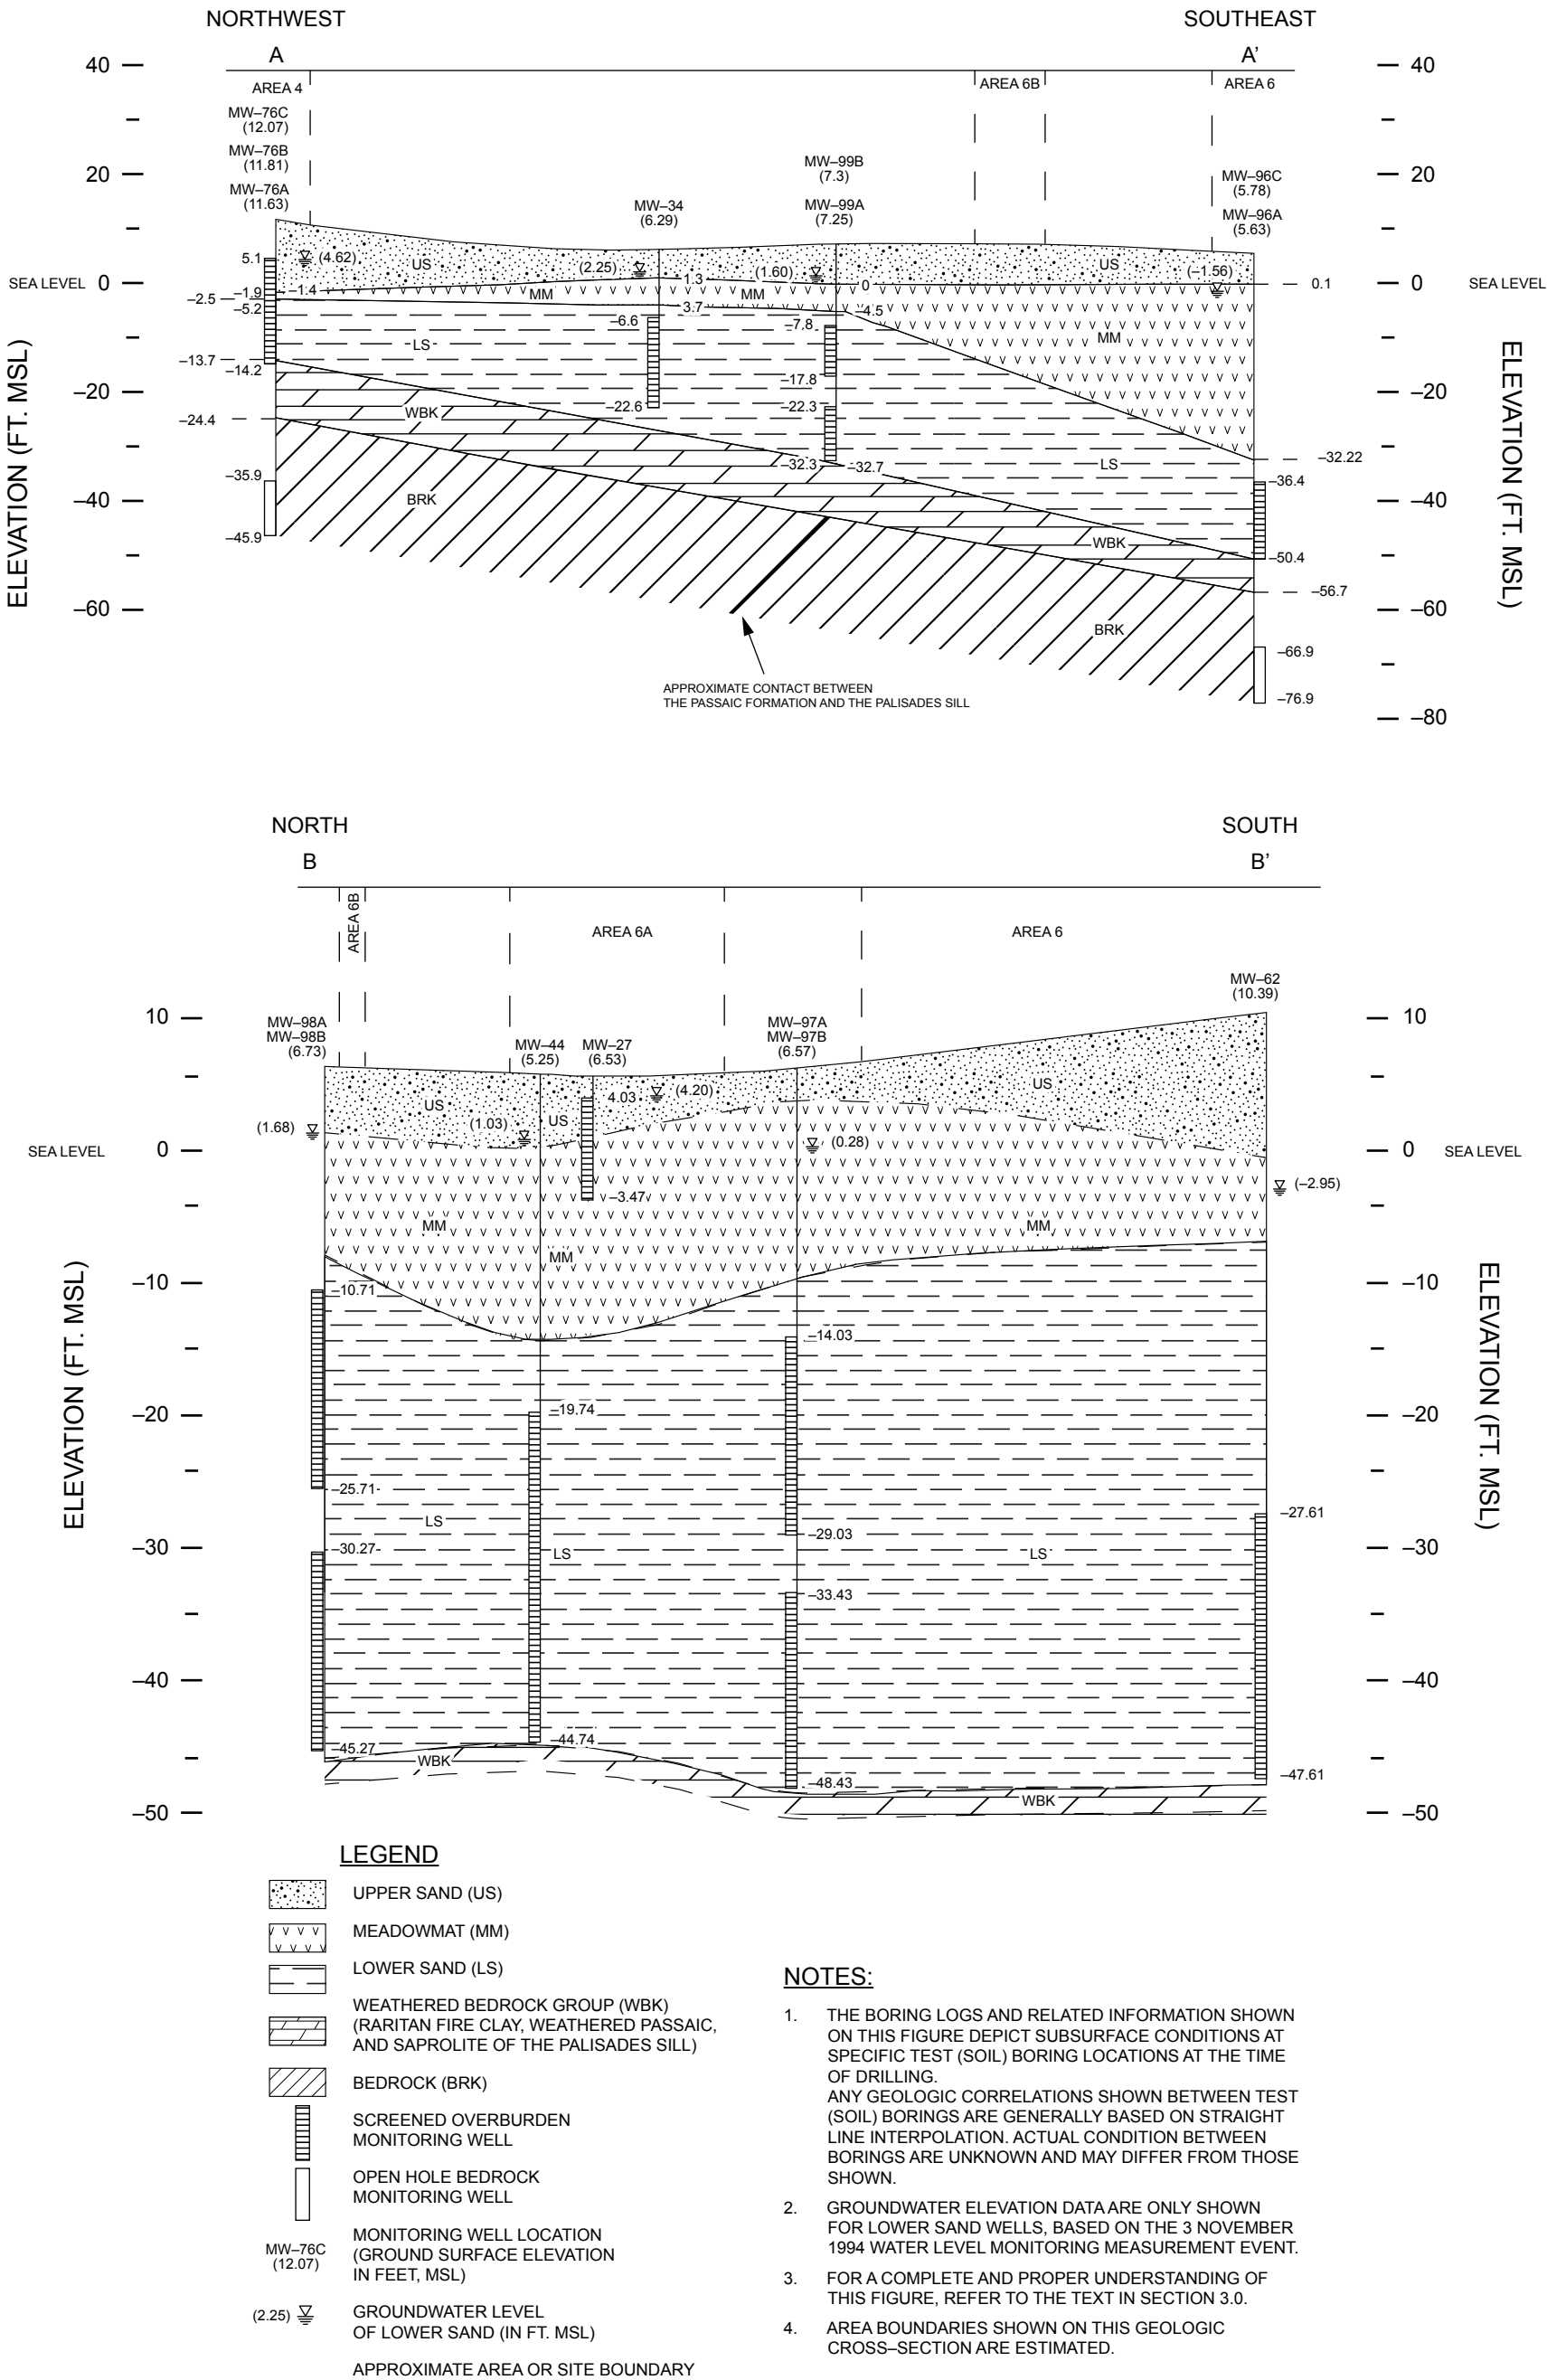 NORTHWEST
SOUTHEAST
A
A'
40
40
AREA 4
AREA 6B
AREA 6
MW–76C
(12.07)
MW–76B
(11.81)
MW–76A
(11.63)
20
20
MW–99B
(7.3)
MW–99A
(7.25)
MW–34
(6.29)
MW–96C
(5.78)
MW–96A
(5.63)
5.1
(4.62)
US
(2.25)
(1.60)
US
(–1.56)
SEA LEVEL
0
–2.5
–1.9
–1.4
–5.2
MM
1.3
MM
0
0.1
0
SEA LEVEL
3.7
–4.5
–6.6
–7.8
LS
MM
–13.7
–14.2
–17.8
–20
–20
WBK
–22.6
–22.3
–24.4
–32.3
–32.7
LS
–32.22
–35.9
–36.4
BRK
–40
–40
–45.9
WBK
–50.4
–56.7
–60
–60
BRK
–66.9
–76.9
–80
ELEVATION (FT. MSL)
ELEVATION (FT. MSL)
APPROXIMATE CONTACT BETWEEN
THE PASSAIC FORMATION AND THE PALISADES SILL
NORTH
SOUTH
B
B'
AREA 6B
AREA 6A
AREA 6
MW–62
(10.39)
10
10
MW–98A
MW–98B
(6.73)
MW–44
(5.25)
MW–27
(6.53)
MW–97A
MW–97B
(6.57)
US
US
4.03
(4.20)
US
(1.68)
(1.03)
(0.28)
SEA LEVEL
0
0
SEA LEVEL
–3.47
(–2.95)
MM
MM
MM
–10
–10
–10.71
–14.03
–19.74
–20
–20
–25.71
–27.61
LS
–29.03
–30
–30
–30.27
LS
LS
–33.43
–40
–40
–44.74
–45.27
WBK
–48.43
–47.61
WBK
–50
–50
ELEVATION (FT. MSL)
ELEVATION (FT. MSL)
LEGEND
UPPER SAND (US)
MEADOWMAT (MM)
LOWER SAND (LS)
WEATHERED BEDROCK GROUP (WBK)
(RARITAN FIRE CLAY, WEATHERED PASSAIC,
AND SAPROLITE OF THE PALISADES SILL)
BEDROCK (BRK)
SCREENED OVERBURDEN
MONITORING WELL
OPEN HOLE BEDROCK
MONITORING WELL
MW–76C
(12.07)
MONITORING WELL LOCATION
(GROUND SURFACE ELEVATION
IN FEET, MSL)
(2.25)
GROUNDWATER LEVEL
OF LOWER SAND (IN FT. MSL)
APPROXIMATE AREA OR SITE BOUNDARY
NOTES:
1. THE BORING LOGS AND RELATED INFORMATION SHOWN
ON THIS FIGURE DEPICT SUBSURFACE CONDITIONS AT
SPECIFIC TEST (SOIL) BORING LOCATIONS AT THE TIME
OF DRILLING.
ANY GEOLOGIC CORRELATIONS SHOWN BETWEEN TEST
(SOIL) BORINGS ARE GENERALLY BASED ON STRAIGHT
LINE INTERPOLATION. ACTUAL CONDITION BETWEEN
BORINGS ARE UNKNOWN AND MAY DIFFER FROM THOSE
SHOWN.
2. GROUNDWATER ELEVATION DATA ARE ONLY SHOWN
FOR LOWER SAND WELLS, BASED ON THE 3 NOVEMBER
1994 WATER LEVEL MONITORING MEASUREMENT EVENT.
3. FOR A COMPLETE AND PROPER UNDERSTANDING OF
THIS FIGURE, REFER TO THE TEXT IN SECTION 3.0.
4. AREA BOUNDARIES SHOWN ON THIS GEOLOGIC
CROSS–SECTION ARE ESTIMATED.